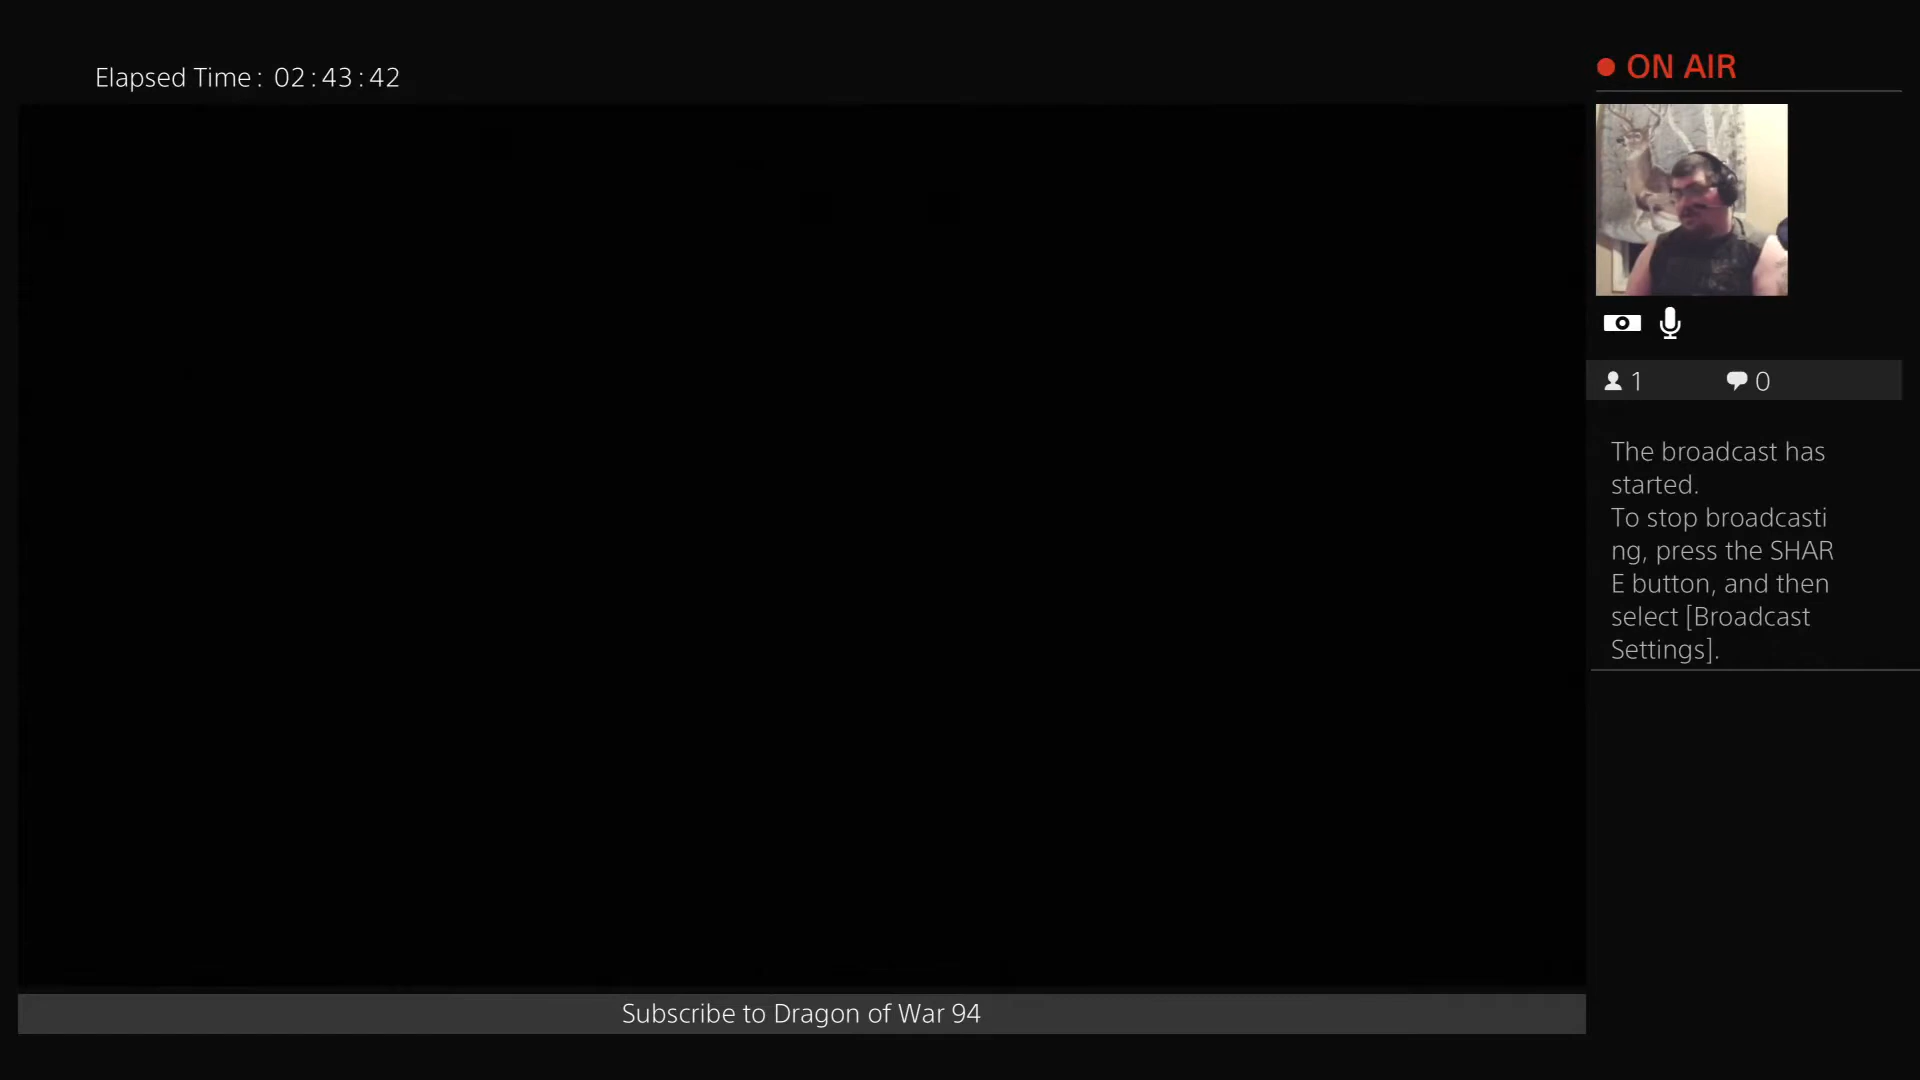 Elapsed Time: 02:43:42
ON AIR
1
0
The broadcast has
started.
To stop broadcasti
ng, press the SHAR
E button, and then
select [Broadcast
Settings].
Subscribe to Dragon of War 94